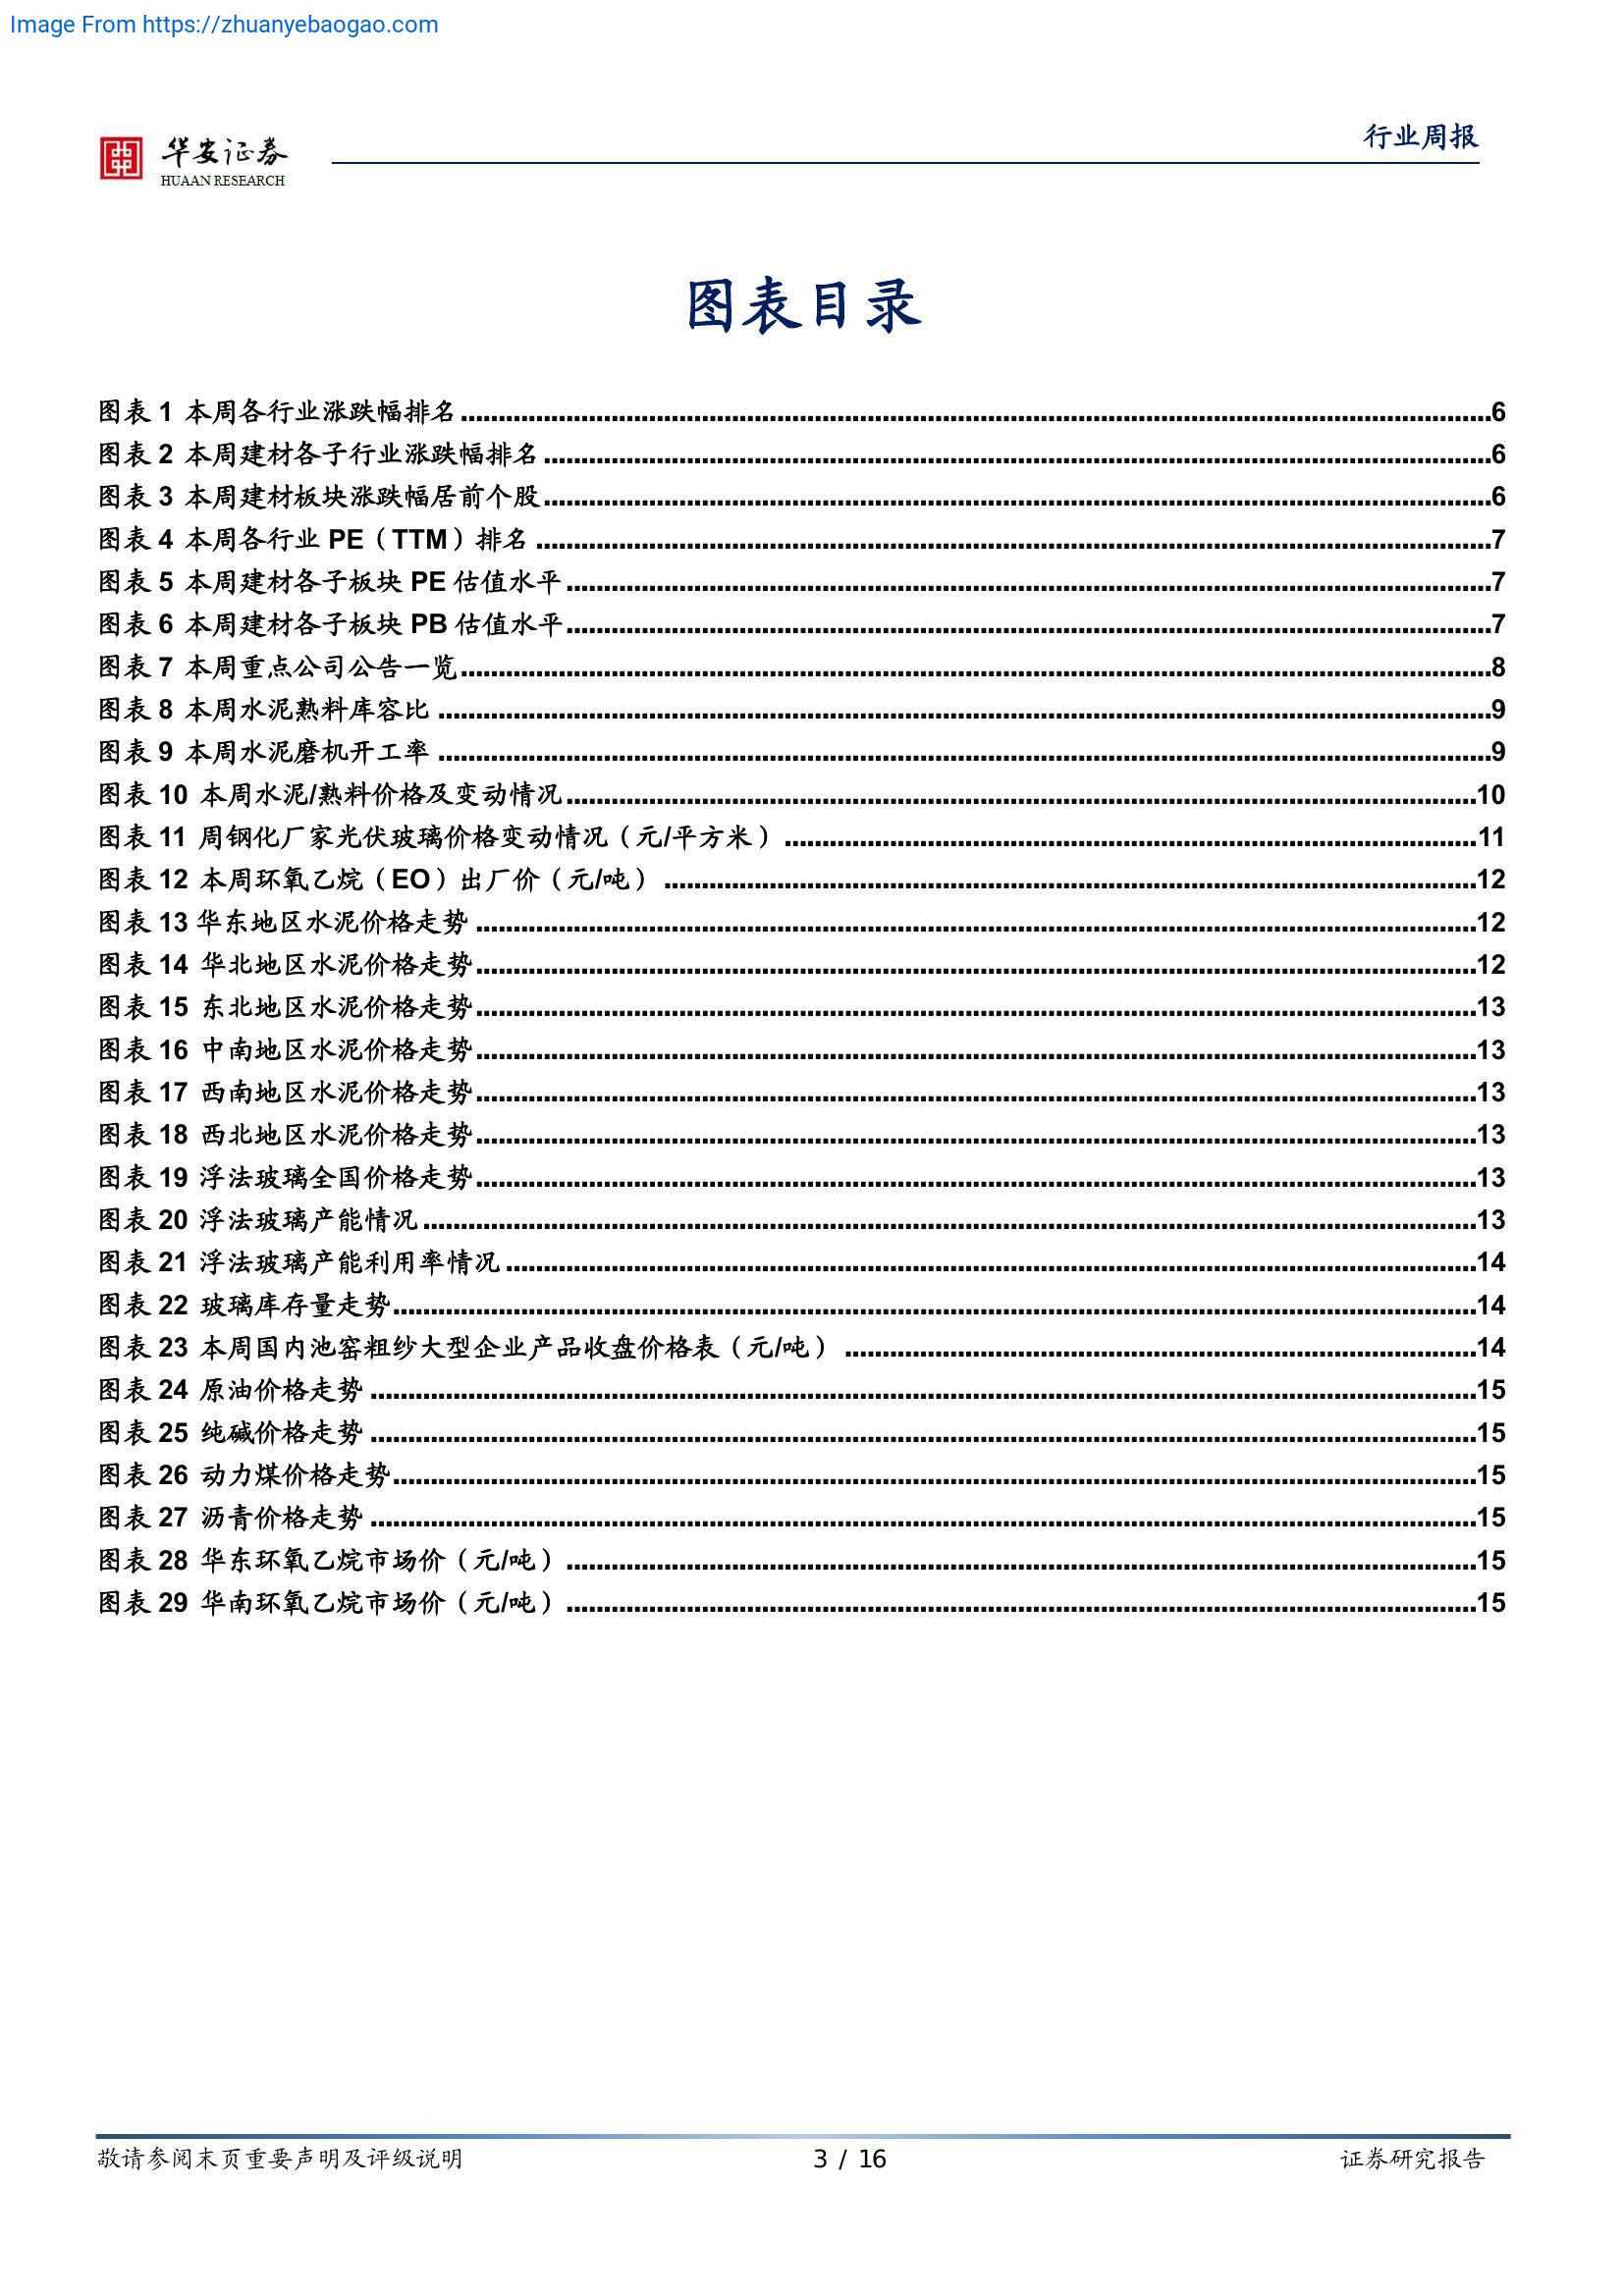 Image From https://zhuanyebaogao.com
行业周报
华安证券
HUAAN RESEARCH
图表目录
图表 1 本周各行业涨跌幅排名........................................6
图表 2 本周建材各子行业涨跌幅排名........................................6
图表 3 本周建材板块涨跌幅居前个股........................................6
图表 4 本周各行业 PE（TTM）排名........................................7
图表 5 本周建材各子板块 PE 估值水平........................................7
图表 6 本周建材各子板块 PB 估值水平........................................7
图表 7 本周重点公司公告一览........................................8
图表 8 本周水泥熟料库容比........................................9
图表 9 本周水泥磨机开工率........................................9
图表 10 本周水泥/熟料价格及变动情况........................................10
图表 11 周钢化厂家光伏玻璃价格变动情况（元/平方米）........................................11
图表 12 本周环氧乙烷（EO）出厂价（元/吨）........................................12
图表 13 华东地区水泥价格走势........................................12
图表 14 华北地区水泥价格走势........................................12
图表 15 东北地区水泥价格走势........................................13
图表 16 中南地区水泥价格走势........................................13
图表 17 西南地区水泥价格走势........................................13
图表 18 西北地区水泥价格走势........................................13
图表 19 浮法玻璃全国价格走势........................................13
图表 20 浮法玻璃产能情况........................................13
图表 21 浮法玻璃产能利用率情况........................................14
图表 22 玻璃库存量走势........................................14
图表 23 本周国内池窑粗纱大型企业产品收盘价格表（元/吨）........................................14
图表 24 原油价格走势........................................15
图表 25 纯碱价格走势........................................15
图表 26 动力煤价格走势........................................15
图表 27 沥青价格走势........................................15
图表 28 华东环氧乙烷市场价（元/吨）........................................15
图表 29 华南环氧乙烷市场价（元/吨）........................................15
敬请参阅末页重要声明及评级说明 3 / 16 证券研究报告